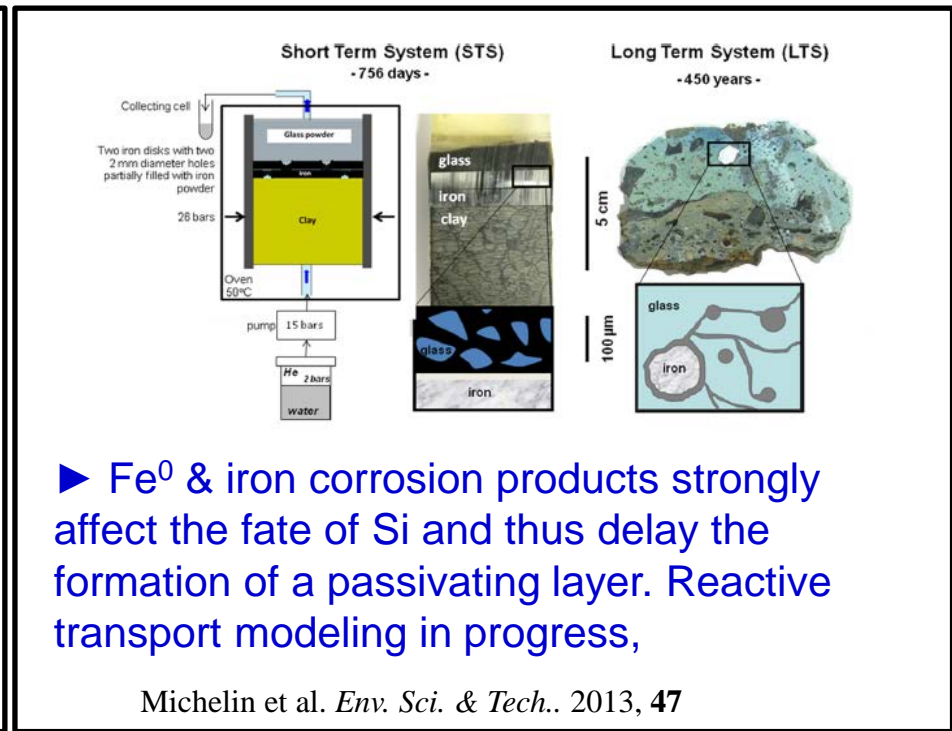 Short Term System (STS)
- 756 days -
Long Term System (LTS)
- 450 years -
Collecting cell
Two iron disks with two
2 mm diameter holes
partially filled with iron
powder
26 bars
Glass powder
iron
Clay
Oven
50°C
pump
15 bars
He
2 bars
water
glass
iron
clay
glass
iron
5 cm
100 µm
glass
iron
► Fe⁰ & iron corrosion products strongly
affect the fate of Si and thus delay the
formation of a passivating layer. Reactive
transport modeling in progress,
Michelin et al. Env. Sci. & Tech.. 2013, 47